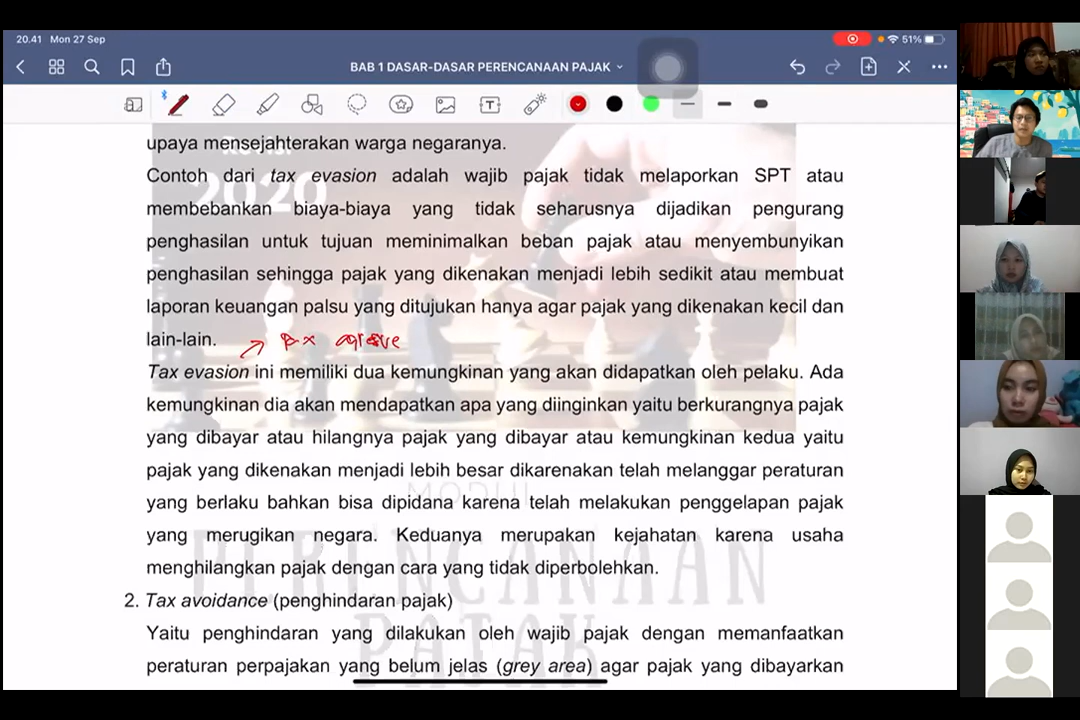 20.41 Mon 27 Sep
51%
BAB 1 DASAR-DASAR PERENCANAAN PAJAK
T
upaya mensejahterakan warga negaranya.
Contoh dari tax evasion adalah wajib pajak tidak melaporkan SPT atau
membebankan biaya-biaya yang tidak seharusnya dijadikan pengurang
penghasilan untuk tujuan meminimalkan beban pajak atau menyembunyikan
penghasilan sehingga pajak yang dikenakan menjadi lebih sedikit atau membuat
laporan keuangan palsu yang ditujukan hanya agar pajak yang dikenakan kecil dan
lain-lain.
Tax evasion ini memiliki dua kemungkinan yang akan didapatkan oleh pelaku. Ada
kemungkinan dia akan mendapatkan apa yang diinginkan yaitu berkurangnya pajak
yang dibayar atau hilangnya pajak yang dibayar atau kemungkinan kedua yaitu
pajak yang dikenakan menjadi lebih besar dikarenakan telah melanggar peraturan
yang berlaku bahkan bisa dipidana karena telah melakukan penggelapan pajak
yang merugikan negara. Keduanya merupakan kejahatan karena usaha
menghilangkan pajak dengan cara yang tidak diperbolehkan.
2. Tax avoidance (penghindaran pajak)
Yaitu penghindaran yang dilakukan oleh wajib pajak dengan memanfaatkan
peraturan perpajakan yang belum jelas (grey area) agar pajak yang dibayarkan
2020
MODUL
PERENCANAAN
PAJAK